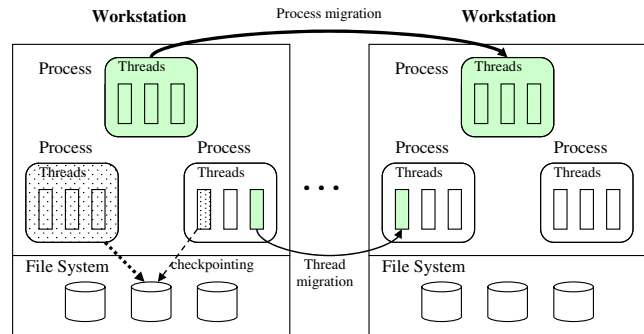 Workstation
Process migration
Workstation
Process
Threads
Process
Threads
Process
Process
Threads
Threads
. . .
Process
Process
Threads
Threads
File System
checkpointing
Thread
migration
File System